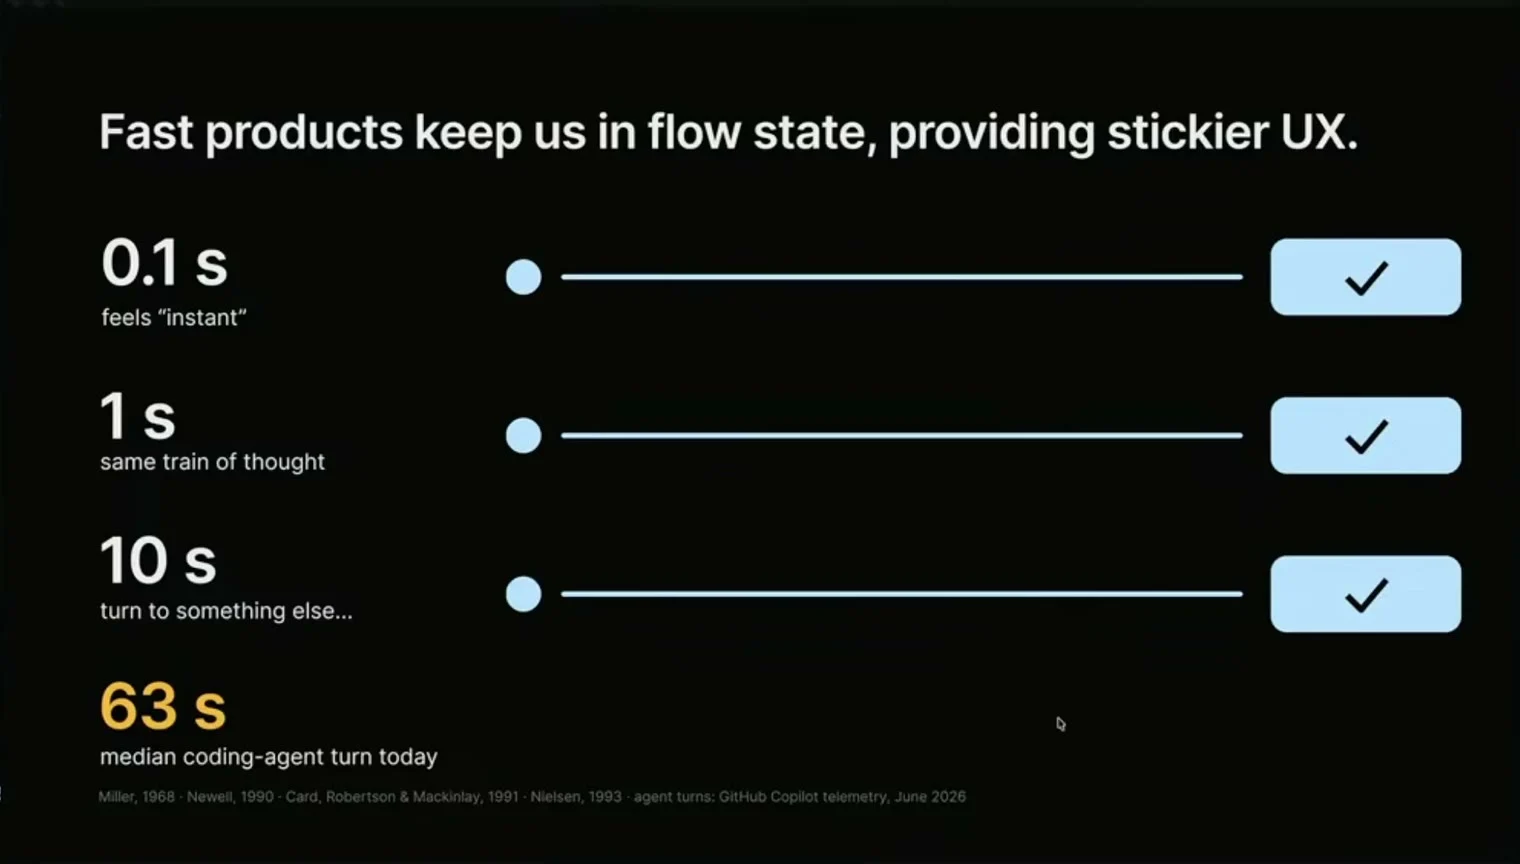 Fast products keep us in flow state, providing stickier UX.
0.1 s
feels “instant”
1 s
same train of thought
10 s
turn to something else...
63 s
median coding-agent turn today
Miller, 1968 · Newell, 1990 · Card, Robertson & Mackinlay, 1991 · Nielsen, 1993 · agent turns: GitHub Copilot telemetry, June 2026